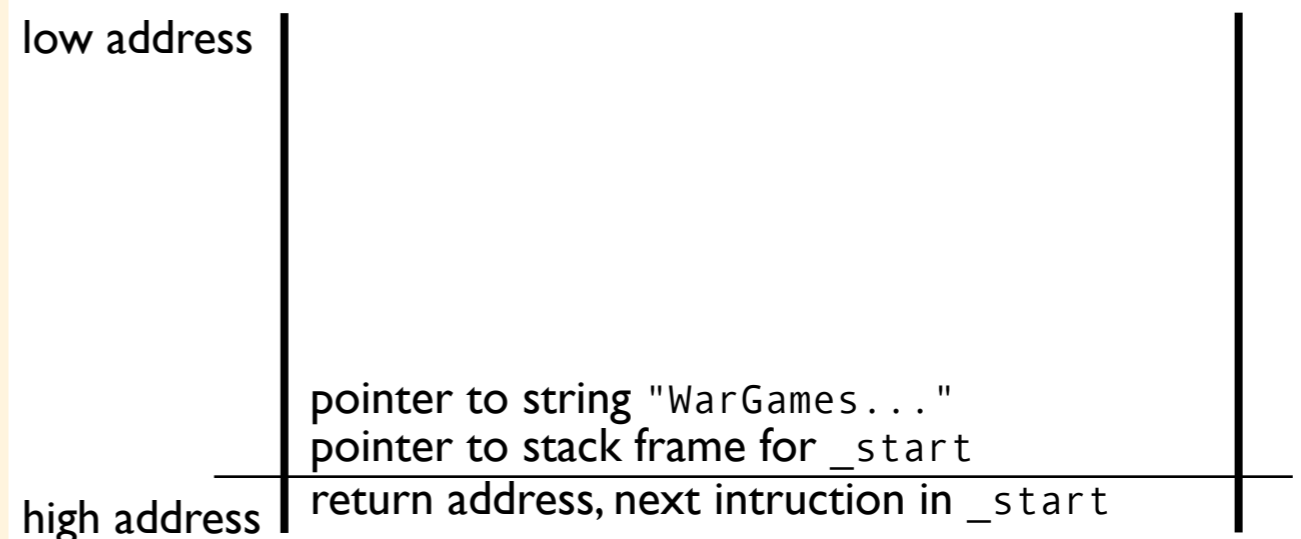 low address
pointer to string "WarGames..."
pointer to stack frame for _start
return address, next intruction in _start
high address